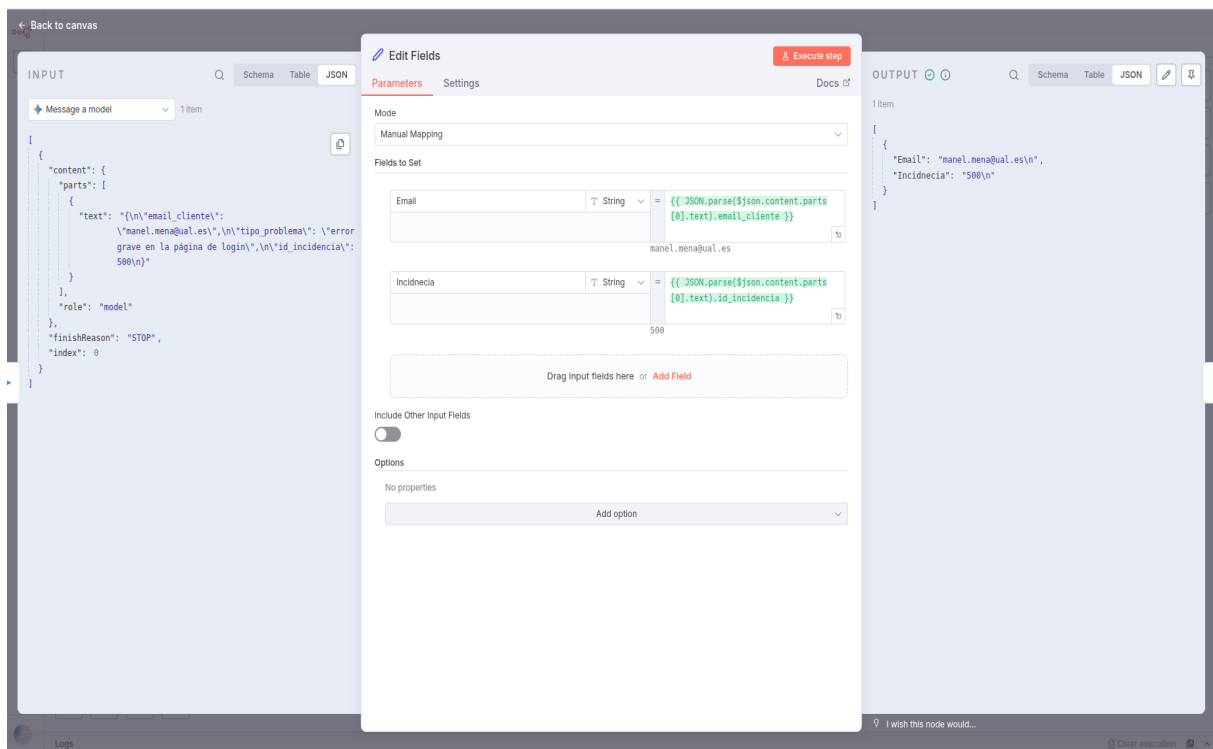 ← Back to canvas
INPUT
Schema Table JSON
Message a model
1 item
[
{
"content": {
"parts": [
{
"text": "{\n\"email_cliente\":
\"manel.mena@ual.es\",\n\"tipo_problema\": \"error
grave en la página de login\",\n\"id_incidencia\":
500\n}"
}
],
"role": "model"
},
"finishReason": "STOP",
"index": 0
}
]
Edit Fields
Execute step
Parameters Settings
Docs
Mode
Manual Mapping
Fields to Set
Email
T String
=
{{ JSON.parse($json.content.parts
[0].text).email_cliente }}
manel.mena@ual.es
Incidnecia
T String
=
{{ JSON.parse($json.content.parts
[0].text).id_incidencia }}
500
Drag input fields here or Add Field
Include Other Input Fields
Options
No properties
Add option
OUTPUT
Schema Table JSON
1 item
[
{
"Email": "manel.mena@ual.es\n",
"Incidnecia": "500\n"
}
]
I wish this node would...
Logs
Clear execution